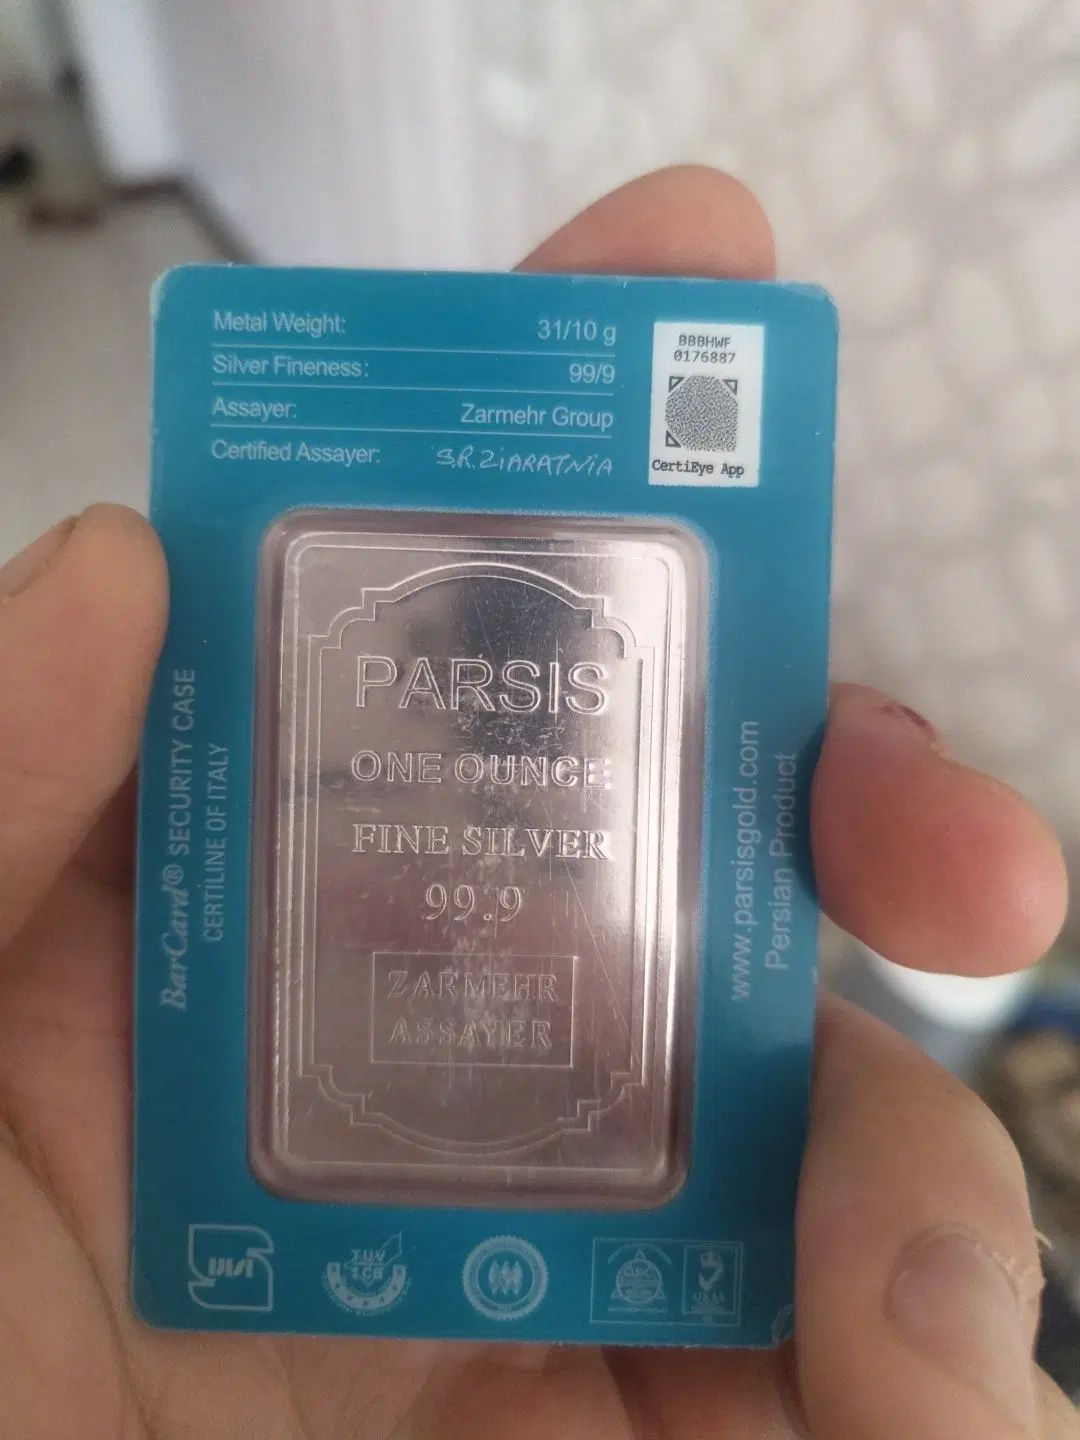 Metal Weight: 31/10 g
Silver Fineness: 99/9
Assayer: Zarmehr Group
Certified Assayer: S.R.ZIARATNIA
BBBHWF
0176887
CertiEye App
PARSIS
ONE OUNCE
FINE SILVER
99.9
ZARMEHR
ASSAYER
BarCard® SECURITY CASE
CERTILINE OF ITALY
www.parsisgold.com
Persian Product
TUV